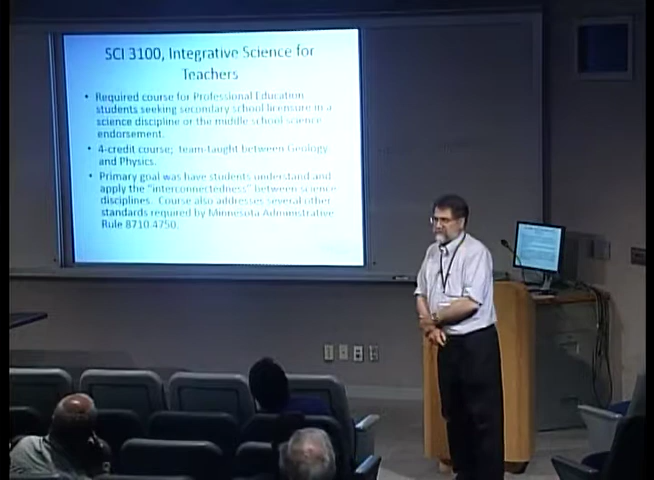 SCI 3100, Integrative Science for
Teachers
• Required course for Professional Education
students seeking secondary school licensure in a
science discipline or the middle school science
endorsement.
• 4-credit course; team-taught between Geology
and Physics.
• Primary goal was have students understand and
apply the "interconnectedness" between science
disciplines. Course also addresses several other
standards required by Minnesota Administrative
Rule 8710.4750.